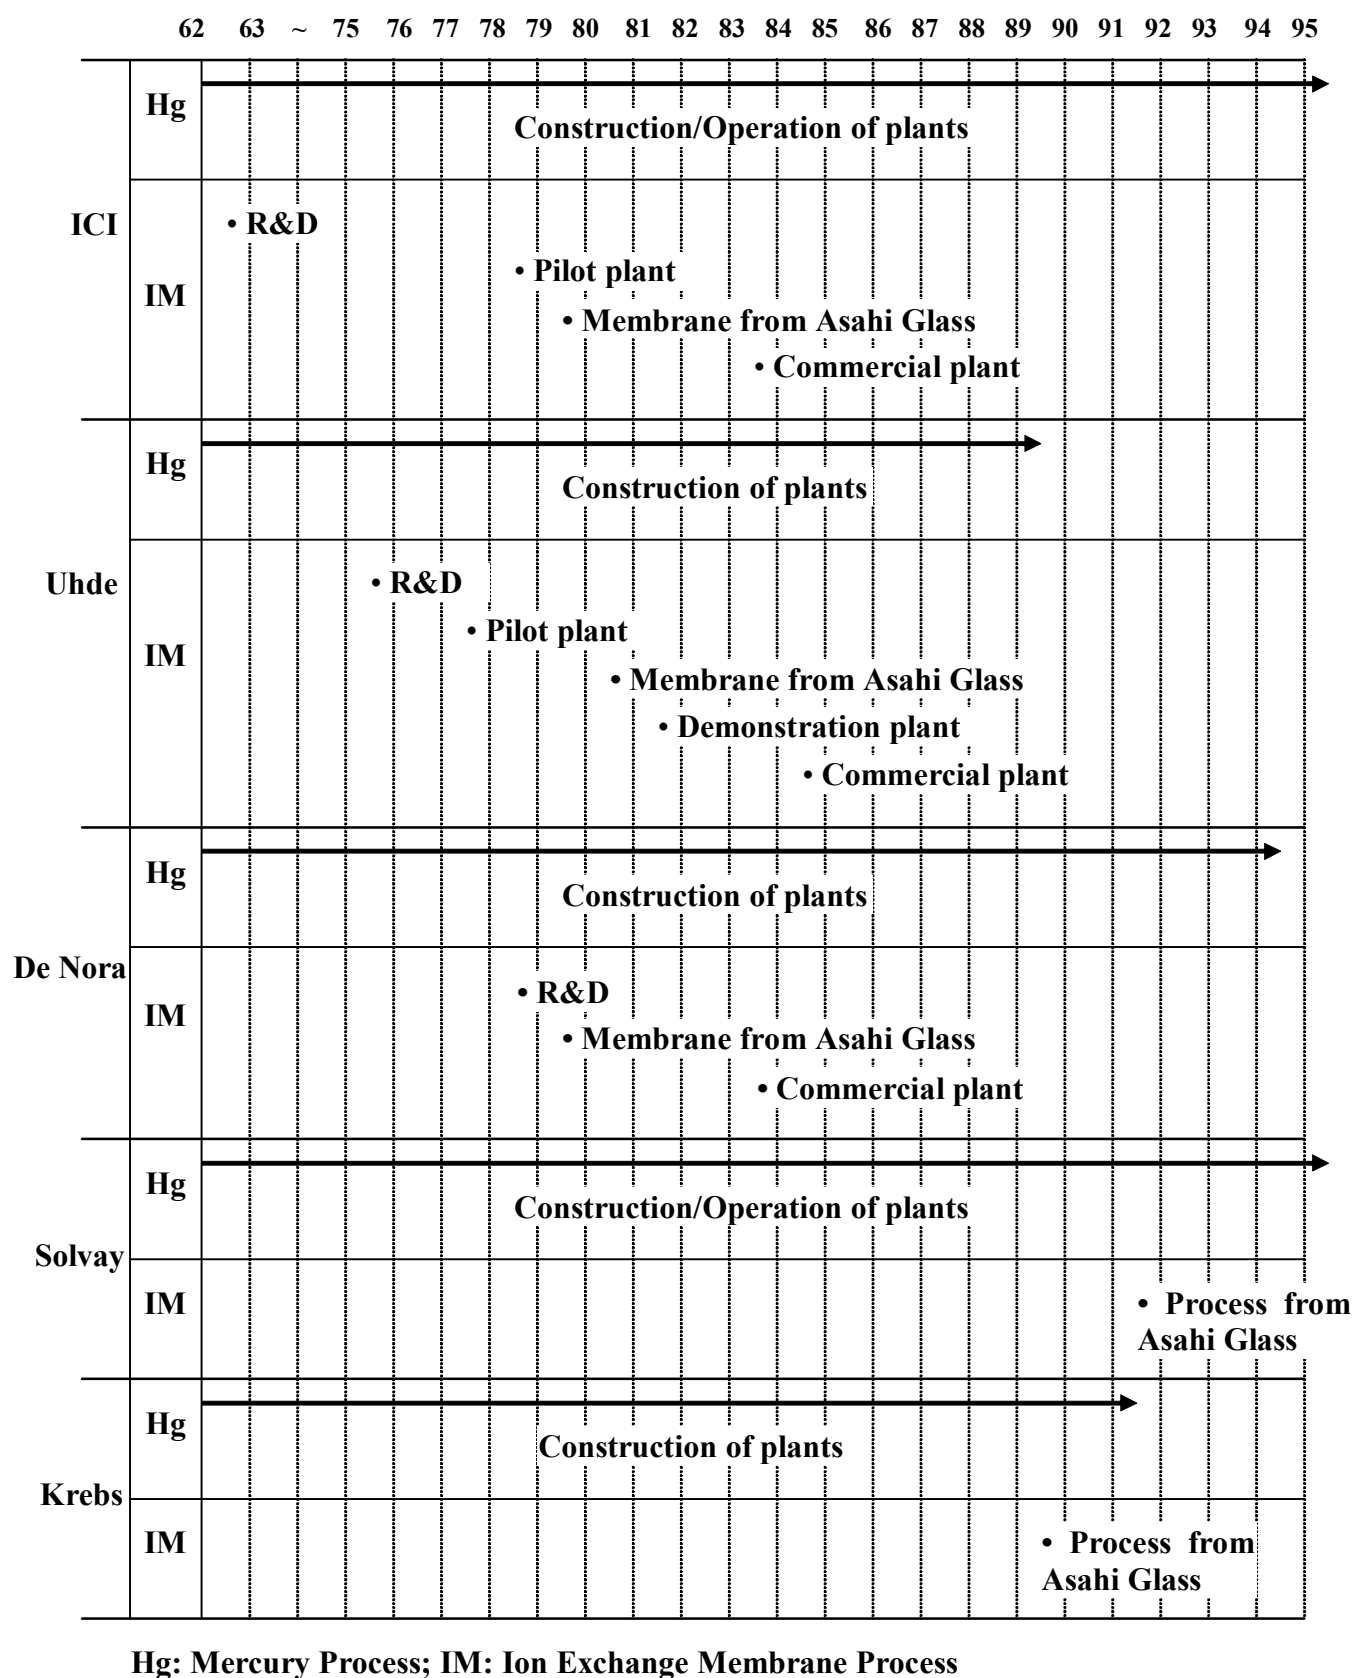 62 63 ~ 75 76 77 78 79 80 81 82 83 84 85 86 87 88 89 90 91 92 93 94 95
Hg
Construction/Operation of plants
ICI
• R&D
• Pilot plant
IM
• Membrane from Asahi Glass
• Commercial plant
Hg
Construction of plants
Uhde
• R&D
• Pilot plant
IM
• Membrane from Asahi Glass
• Demonstration plant
• Commercial plant
Hg
Construction of plants
De Nora
• R&D
IM
• Membrane from Asahi Glass
• Commercial plant
Hg
Construction/Operation of plants
Solvay
IM
• Process from
Asahi Glass
Hg
Construction of plants
Krebs
IM
• Process from
Asahi Glass
Hg: Mercury Process; IM: Ion Exchange Membrane Process